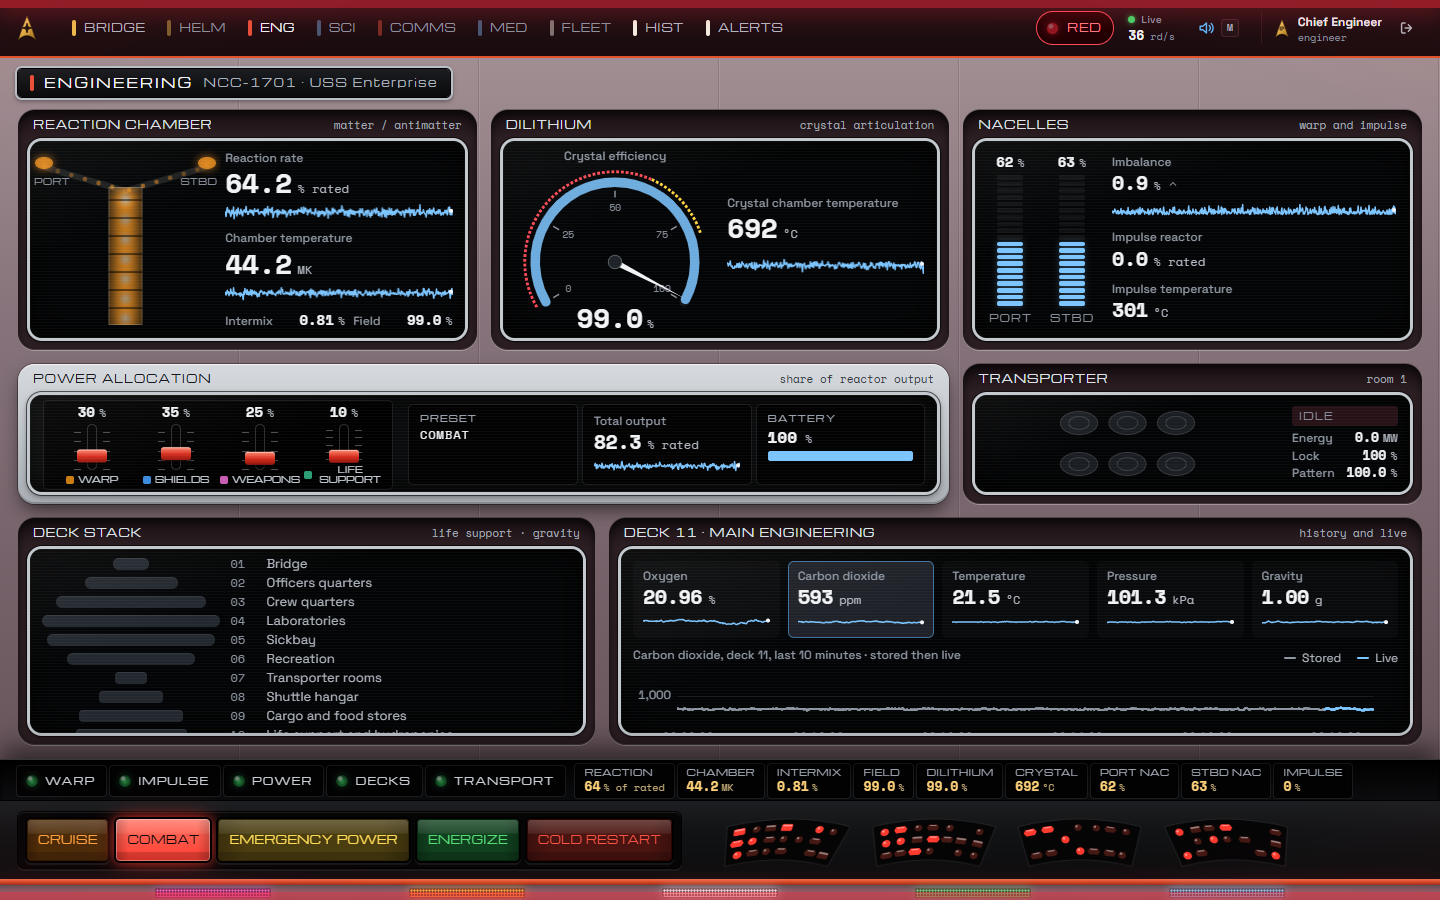 BRIDGE HELM ENG SCI COMMS MED FLEET HIST ALERTS
RED
Live
36 rd/s
M
Chief Engineer
engineer
ENGINEERING NCC-1701 · USS Enterprise
REACTION CHAMBER matter / antimatter
PORT STBD
Reaction rate
64.2 % rated
Chamber temperature
44.2 MK
Intermix 0.81 % Field 99.0 %
DILITHIUM crystal articulation
Crystal efficiency
0 25 50 75 100
99.0 %
Crystal chamber temperature
692 °C
NACELLES warp and impulse
62 % 63 %
PORT STBD
Imbalance
0.9 % ^
Impulse reactor
0.0 % rated
Impulse temperature
301 °C
POWER ALLOCATION share of reactor output
30 % 35 % 25 % 10 %
WARP SHIELDS WEAPONS LIFE SUPPORT
PRESET
COMBAT
Total output
82.3 % rated
BATTERY
100 %
TRANSPORTER room 1
IDLE
Energy 0.0 MW
Lock 100 %
Pattern 100.0 %
DECK STACK life support · gravity
01 Bridge
02 Officers quarters
03 Crew quarters
04 Laboratories
05 Sickbay
06 Recreation
07 Transporter rooms
08 Shuttle hangar
09 Cargo and food stores
DECK 11 · MAIN ENGINEERING history and live
Oxygen
20.96 %
Carbon dioxide
593 ppm
Temperature
21.5 °C
Pressure
101.3 kPa
Gravity
1.00 g
Carbon dioxide, deck 11, last 10 minutes · stored then live
Stored Live
1,000
WARP IMPULSE POWER DECKS TRANSPORT
REACTION
64 % of rated
CHAMBER
44.2 MK
INTERMIX
0.81 %
FIELD
99.0 %
DILITHIUM
99.0 %
CRYSTAL
692 °C
PORT NAC
62 %
STBD NAC
63 %
IMPULSE
0 %
CRUISE COMBAT EMERGENCY POWER ENERGIZE COLD RESTART